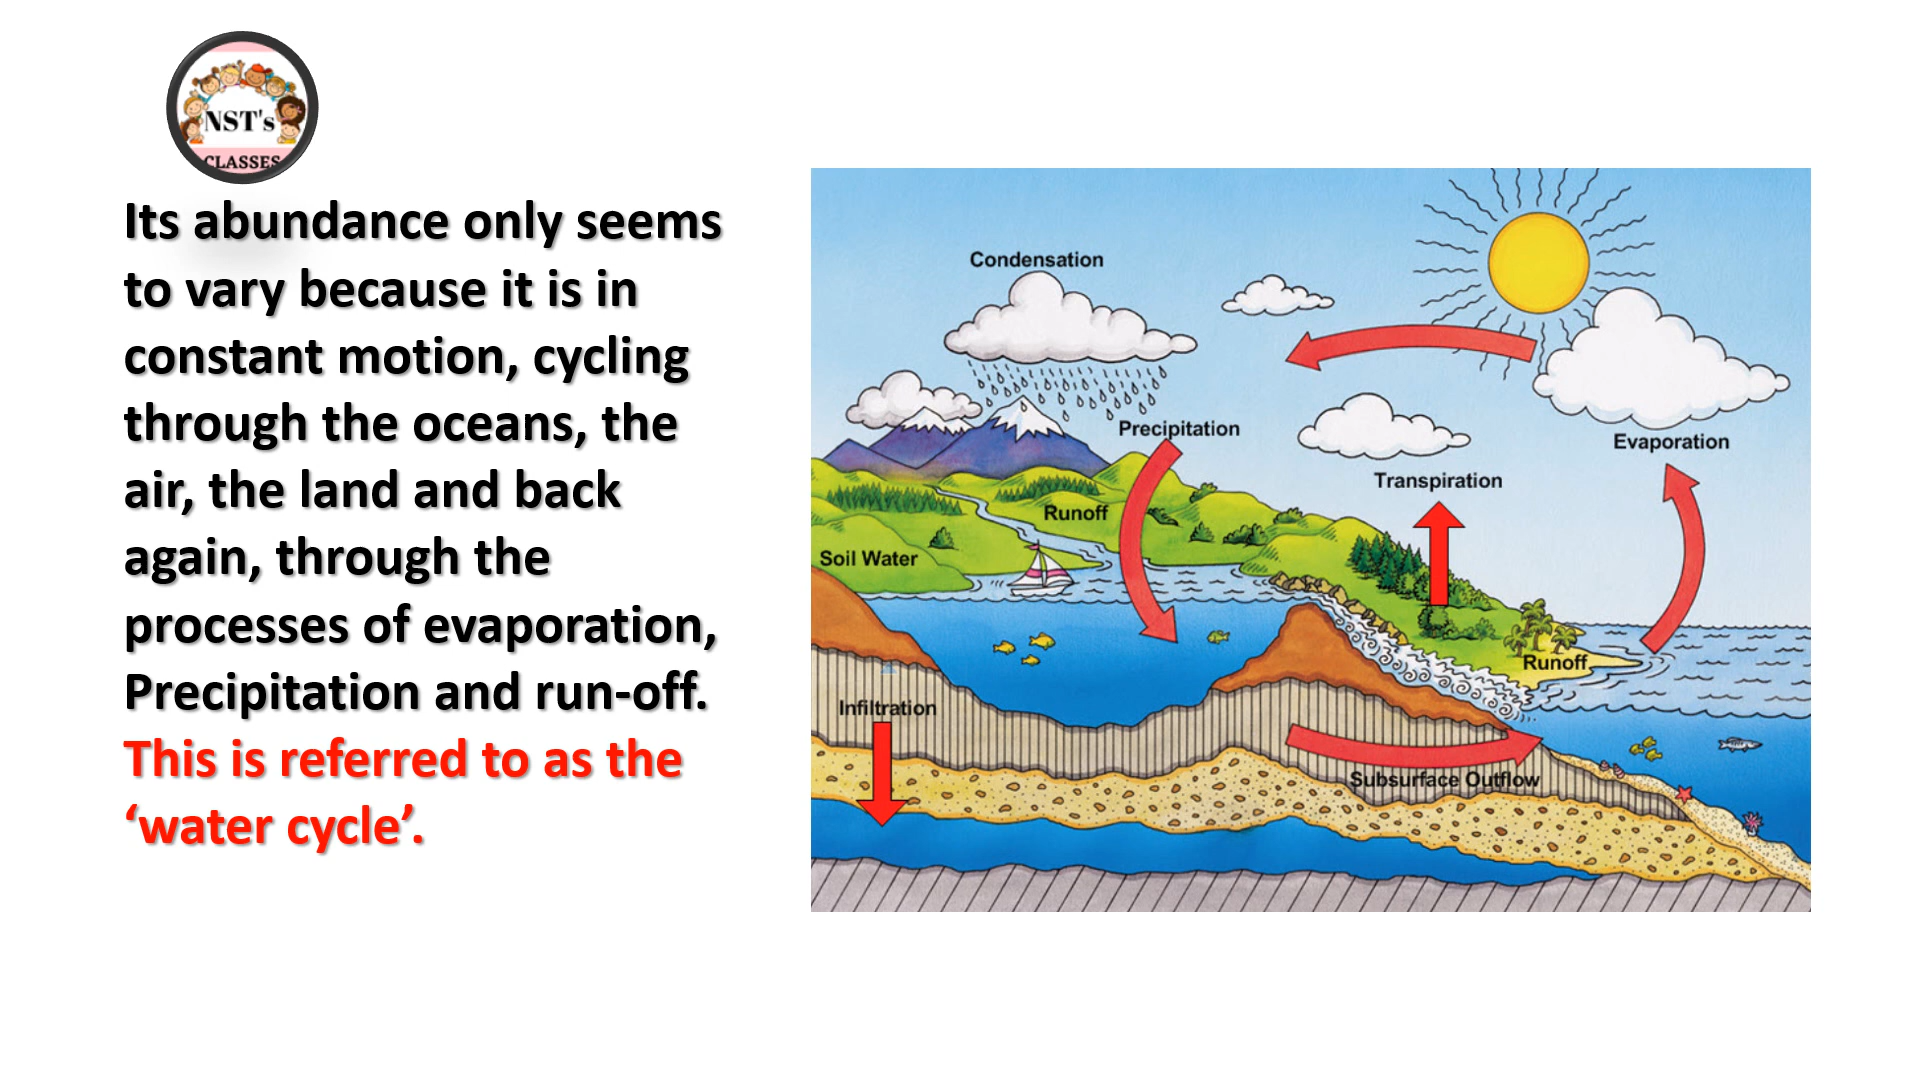 NST's
CLASSES
Its abundance only seems
to vary because it is in
constant motion, cycling
through the oceans, the
air, the land and back
again, through the
processes of evaporation,
Precipitation and run-off.
This is referred to as the
‘water cycle’.
Condensation
Precipitation
Evaporation
Transpiration
Runoff
Soil Water
Runoff
Infiltration
Subsurface Outflow